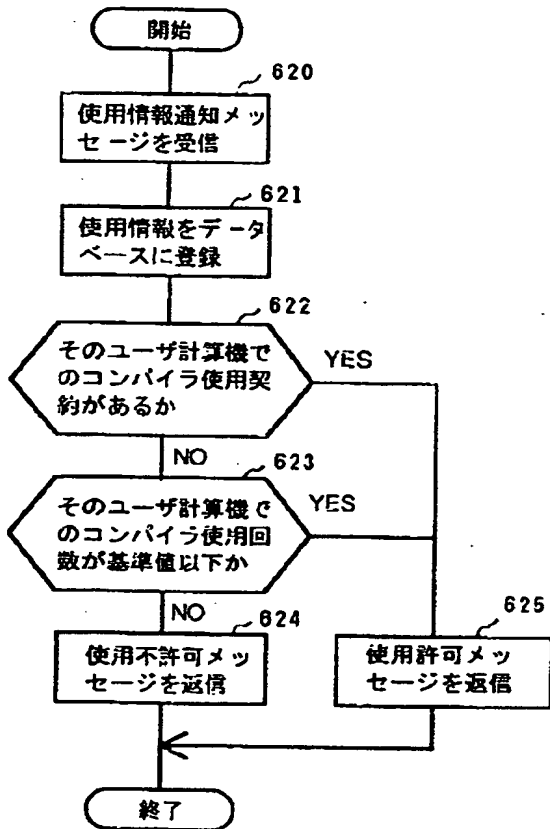 開始
620
使用情報通知メッ
セージを受信
621
使用情報をデータ
ベースに登録
622
そのユーザ計算機で
のコンパイラ使用契
約があるか
YES
NO
623
そのユーザ計算機で
のコンパイラ使用回
数が基準値以下か
YES
NO
624
使用不許可メッ
セージを返信
625
使用許可メッ
セージを返信
終了